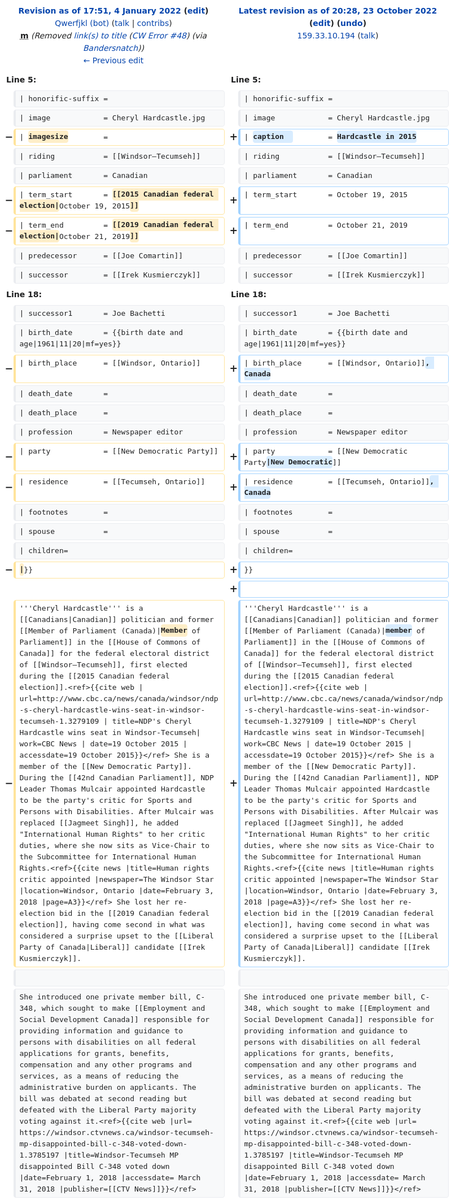 Revision as of 17:51, 4 January 2022 (edit)
Qwerfjkl (bot) (talk | contribs)
m (Removed link(s) to title (CW Error #48) (via
Bandersnatch))
← Previous edit
Latest revision as of 20:28, 23 October 2022
(edit) (undo)
159.33.10.194 (talk)
Line 5:
Line 5:
| honorific-suffix =
| honorific-suffix =
| image = Cheryl Hardcastle.jpg
| image = Cheryl Hardcastle.jpg
− | imagesize =
+ | caption = Hardcastle in 2015
| riding = [[Windsor—Tecumseh]]
| riding = [[Windsor—Tecumseh]]
| parliament = Canadian
| parliament = Canadian
− | term_start = [[2015 Canadian federal
election|October 19, 2015]]
+ | term_start = October 19, 2015
− | term_end = [[2019 Canadian federal
election|October 21, 2019]]
+ | term_end = October 21, 2019
| predecessor = [[Joe Comartin]]
| predecessor = [[Joe Comartin]]
| successor = [[Irek Kusmierczyk]]
| successor = [[Irek Kusmierczyk]]
Line 18:
Line 18:
| successor1 = Joe Bachetti
| successor1 = Joe Bachetti
| birth_date = {{birth date and
age|1961|11|20|mf=yes}}
| birth_date = {{birth date and
age|1961|11|20|mf=yes}}
− | birth_place = [[Windsor, Ontario]]
+ | birth_place = [[Windsor, Ontario]],
Canada
| death_date =
| death_date =
| death_place =
| death_place =
| profession = Newspaper editor
| profession = Newspaper editor
− | party = [[New Democratic Party]]
+ | party = [[New Democratic
Party|New Democratic]]
− | residence = [[Tecumseh, Ontario]]
+ | residence = [[Tecumseh, Ontario]],
Canada
| footnotes =
| footnotes =
| spouse =
| spouse =
| children=
| children=
− |}}
+ }}
+
− '''Cheryl Hardcastle''' is a
[[Canadians|Canadian]] politician and former
[[Member of Parliament (Canada)|Member of
Parliament]] in the [[House of Commons of
Canada]] for the federal electoral district
of [[Windsor—Tecumseh]], first elected
during the [[2015 Canadian federal
election]].<ref>{{cite web |
url=http://www.cbc.ca/news/canada/windsor/ndp
-s-cheryl-hardcastle-wins-seat-in-windsor-
tecumseh-1.3279109 | title=NDP's Cheryl
Hardcastle wins seat in Windsor-Tecumseh|
work=CBC News | date=19 October 2015 |
accessdate=19 October 2015}}</ref> She is a
member of the [[New Democratic Party]].
During the [[42nd Canadian Parliament]], NDP
Leader Thomas Mulcair appointed Hardcastle
to be the party's critic for Sports and
Persons with Disabilities. After Mulcair was
replaced [[Jagmeet Singh]], he added
"International Human Rights" to her critic
duties, where she now sits as Vice-Chair to
the Subcommittee for International Human
Rights.<ref>{{cite news |title=Human rights
critic appointed |newspaper=The Windsor Star
|location=Windsor, Ontario |date=February 3,
2018 |page=A3}}</ref> She lost her re-
election bid in the [[2019 Canadian federal
election]], having come second in what was
considered a surprise upset to the [[Liberal
Party of Canada|Liberal]] candidate [[Irek
Kusmierczyk]].
+ '''Cheryl Hardcastle''' is a
[[Canadians|Canadian]] politician and former
[[Member of Parliament (Canada)|member of
Parliament]] in the [[House of Commons of
Canada]] for the federal electoral district
of [[Windsor—Tecumseh]], first elected
during the [[2015 Canadian federal
election]].<ref>{{cite web |
url=http://www.cbc.ca/news/canada/windsor/ndp
-s-cheryl-hardcastle-wins-seat-in-windsor-
tecumseh-1.3279109 | title=NDP's Cheryl
Hardcastle wins seat in Windsor-Tecumseh|
work=CBC News | date=19 October 2015 |
accessdate=19 October 2015}}</ref> She is a
member of the [[New Democratic Party]].
During the [[42nd Canadian Parliament]], NDP
Leader Thomas Mulcair appointed Hardcastle
to be the party's critic for Sports and
Persons with Disabilities. After Mulcair was
replaced [[Jagmeet Singh]], he added
"International Human Rights" to her critic
duties, where she now sits as Vice-Chair to
the Subcommittee for International Human
Rights.<ref>{{cite news |title=Human rights
critic appointed |newspaper=The Windsor Star
|location=Windsor, Ontario |date=February 3,
2018 |page=A3}}</ref> She lost her re-
election bid in the [[2019 Canadian federal
election]], having come second in what was
considered a surprise upset to the [[Liberal
Party of Canada|Liberal]] candidate [[Irek
Kusmierczyk]].
She introduced one private member bill, C-
348, which sought to make [[Employment and
Social Development Canada]] responsible for
providing information and guidance to
persons with disabilities on all federal
applications for grants, benefits,
compensation and any other programs and
services, as a means of reducing the
administrative burden on applicants. The
bill was debated at second reading but
defeated with the Liberal Party majority
voting against it.<ref>{{cite web |url=
https://windsor.ctvnews.ca/windsor-tecumseh-
mp-disappointed-bill-c-348-voted-down-
1.3785197 |title=Windsor Tecumseh MP
disappointed Bill C-348 voted down
|date=February 1, 2018 |accessdate= March
31, 2018 |publisher=[[CTV News]]}}</ref>
She introduced one private member bill, C-
348, which sought to make [[Employment and
Social Development Canada]] responsible for
providing information and guidance to
persons with disabilities on all federal
applications for grants, benefits,
compensation and any other programs and
services, as a means of reducing the
administrative burden on applicants. The
bill was debated at second reading but
defeated with the Liberal Party majority
voting against it.<ref>{{cite web |url=
https://windsor.ctvnews.ca/windsor-tecumseh-
mp-disappointed-bill-c-348-voted-down-
1.3785197 |title=Windsor Tecumseh MP
disappointed Bill C-348 voted down
|date=February 1, 2018 |accessdate= March
31, 2018 |publisher=[[CTV News]]}}</ref>